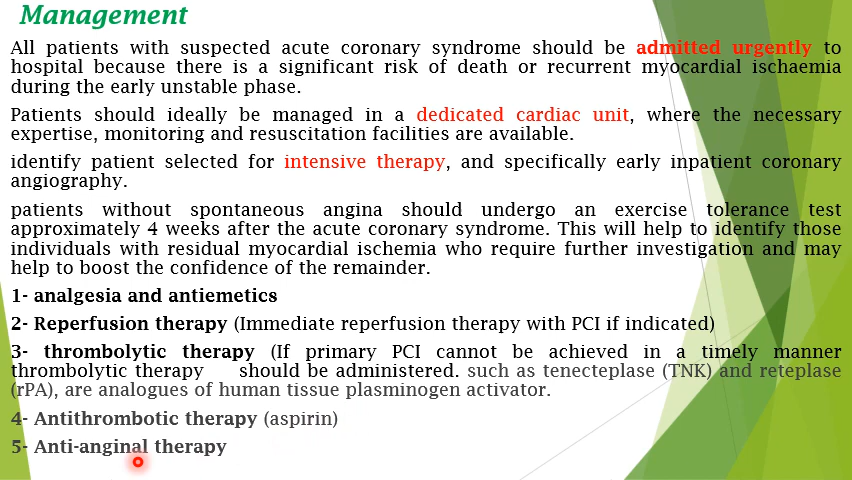 Management
All patients with suspected acute coronary syndrome should be admitted urgently to
hospital because there is a significant risk of death or recurrent myocardial ischaemia
during the early unstable phase.
Patients should ideally be managed in a dedicated cardiac unit, where the necessary
expertise, monitoring and resuscitation facilities are available.
identify patient selected for intensive therapy, and specifically early inpatient coronary
angiography.
patients without spontaneous angina should undergo an exercise tolerance test
approximately 4 weeks after the acute coronary syndrome. This will help to identify those
individuals with residual myocardial ischemia who require further investigation and may
help to boost the confidence of the remainder.
1- analgesia and antiemetics
2- Reperfusion therapy (Immediate reperfusion therapy with PCI if indicated)
3- thrombolytic therapy (If primary PCI cannot be achieved in a timely manner
thrombolytic therapy should be administered. such as tenecteplase (TNK) and reteplase
(rPA), are analogues of human tissue plasminogen activator.
4- Antithrombotic therapy (aspirin)
5- Anti-anginal therapy